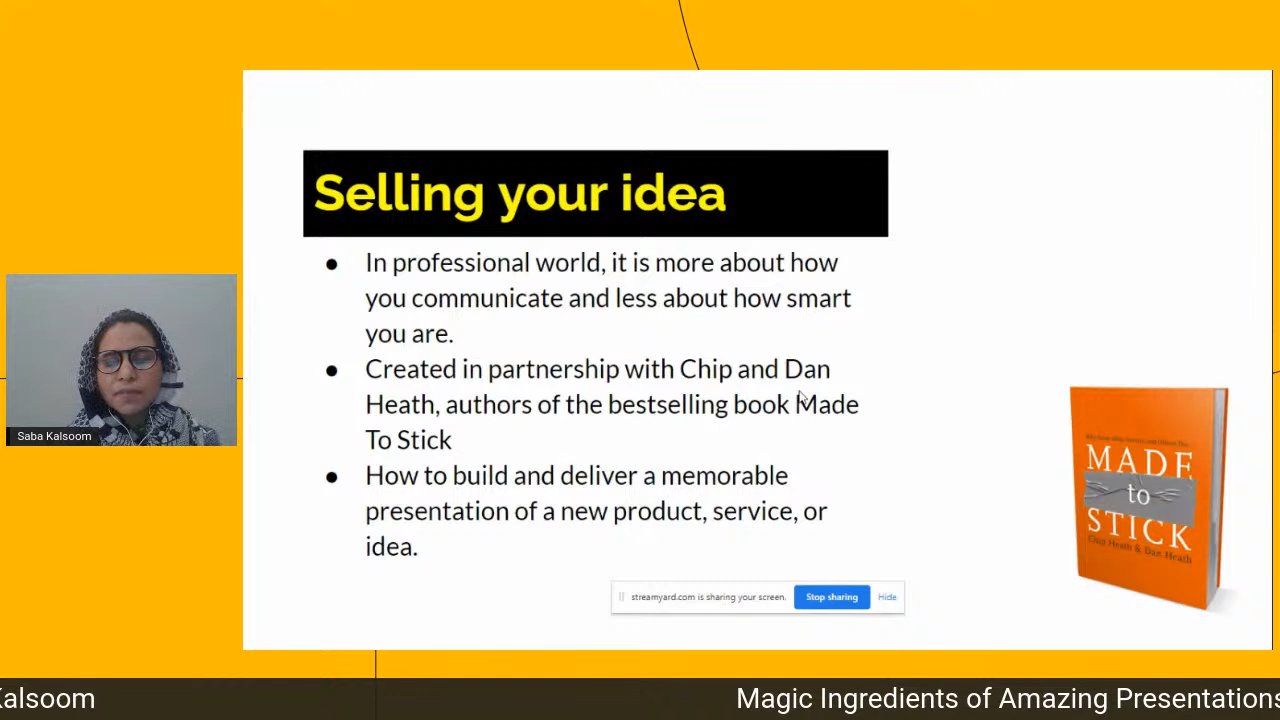 Selling your idea
● In professional world, it is more about how
you communicate and less about how smart
you are.
● Created in partnership with Chip and Dan
Heath, authors of the bestselling book Made
To Stick
● How to build and deliver a memorable
presentation of a new product, service, or
idea.
MADE
to
STICK
Chip Heath & Dan Heath
Saba Kalsoom
streamyard.com is sharing your screen.
Stop sharing
Hide
Kalsoom
Magic Ingredients of Amazing Presentations